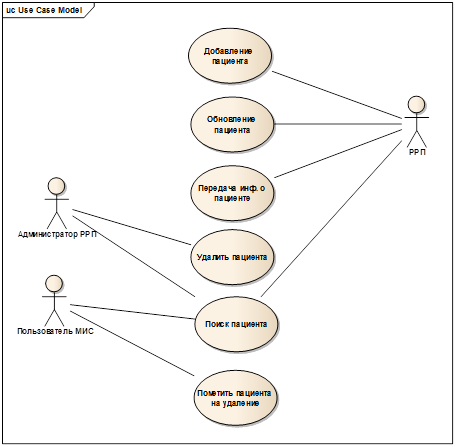 uc Use Case Model
Добавление
пациента
Обновление
пациента
РРП
Передача инф. о
пациенте
Администратор РРП
Удалить пациента
Поиск пациента
Пользователь МИС
Пометить пациента
на удаление